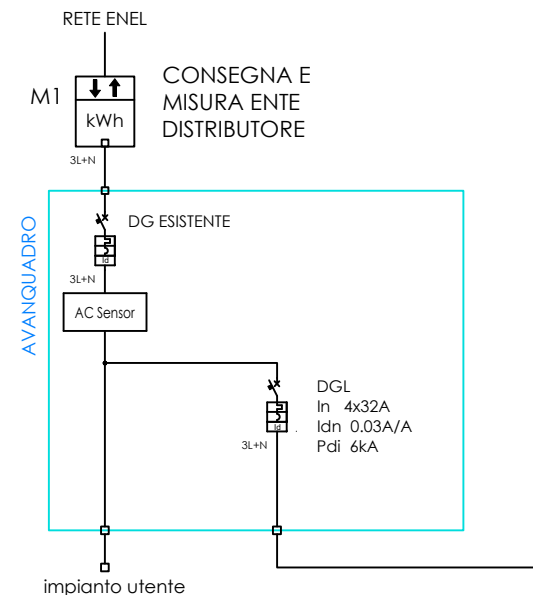 RETE ENEL
M1
kWh
CONSEGNA E
MISURA ENTE
DISTRIBUTORE
3L+N
AVANQUADRO
DG ESISTENTE
Id
3L+N
AC Sensor
DGL
In 4x32A
Idn 0.03A/A
Pdi 6kA
Id
3L+N
impianto utente